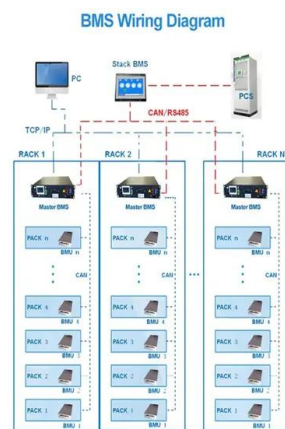 BMS Wiring Diagram
Stack BMS
PC
PCS
CAN/RS485
TCP/IP
RACK 1
RACK 2
RACK N
Master BMS
Master BMS
Master BMS
PACK n
BMU n
PACK n
BMU n
PACK n
BMU n
CAN
CAN
CAN
PACK 4
BMU 4
PACK 4
BMU 4
PACK 4
BMU 4
PACK 3
BMU 3
PACK 3
BMU 3
PACK 3
BMU 3
PACK 2
BMU 2
PACK 2
BMU 2
PACK 2
BMU 2
PACK 1
BMU 1
PACK 1
BMU 1
PACK 1
BMU 1